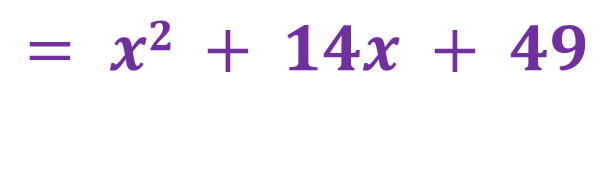 = x² + 14x + 49